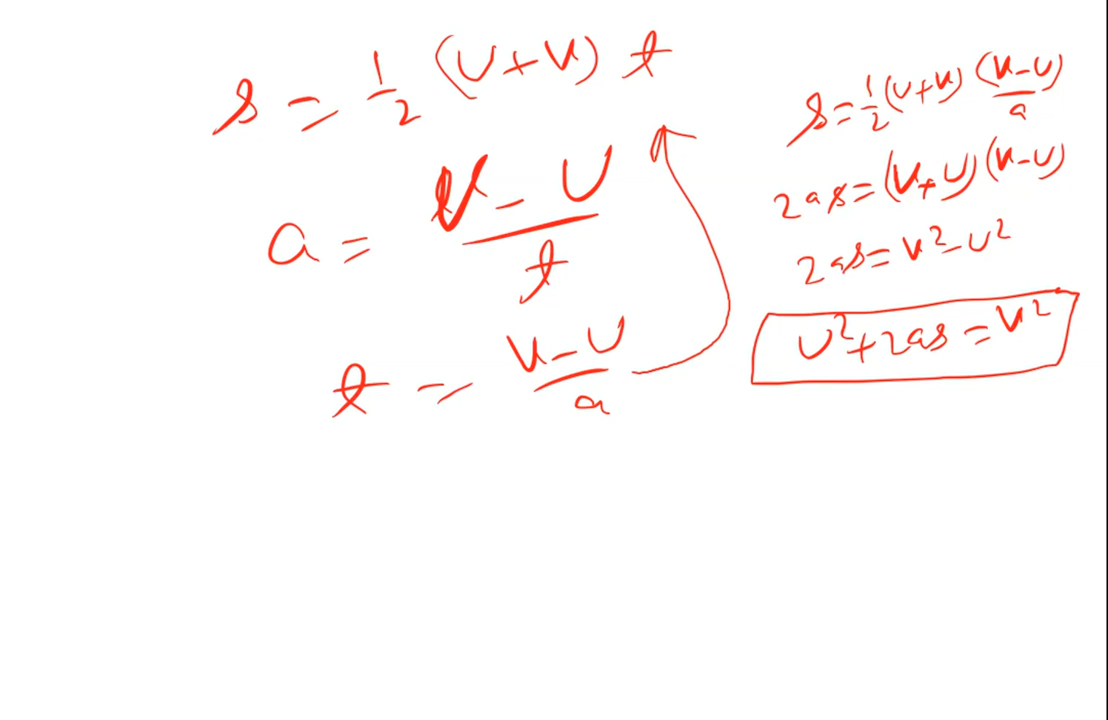 s = 1/2 (u+v) t
a = v-u/t
t = v-u/a
s = 1/2 (u+v) (v-u)/a
2as = (v+u)(v-u)
2as = v²-u²
u²+2as = v²